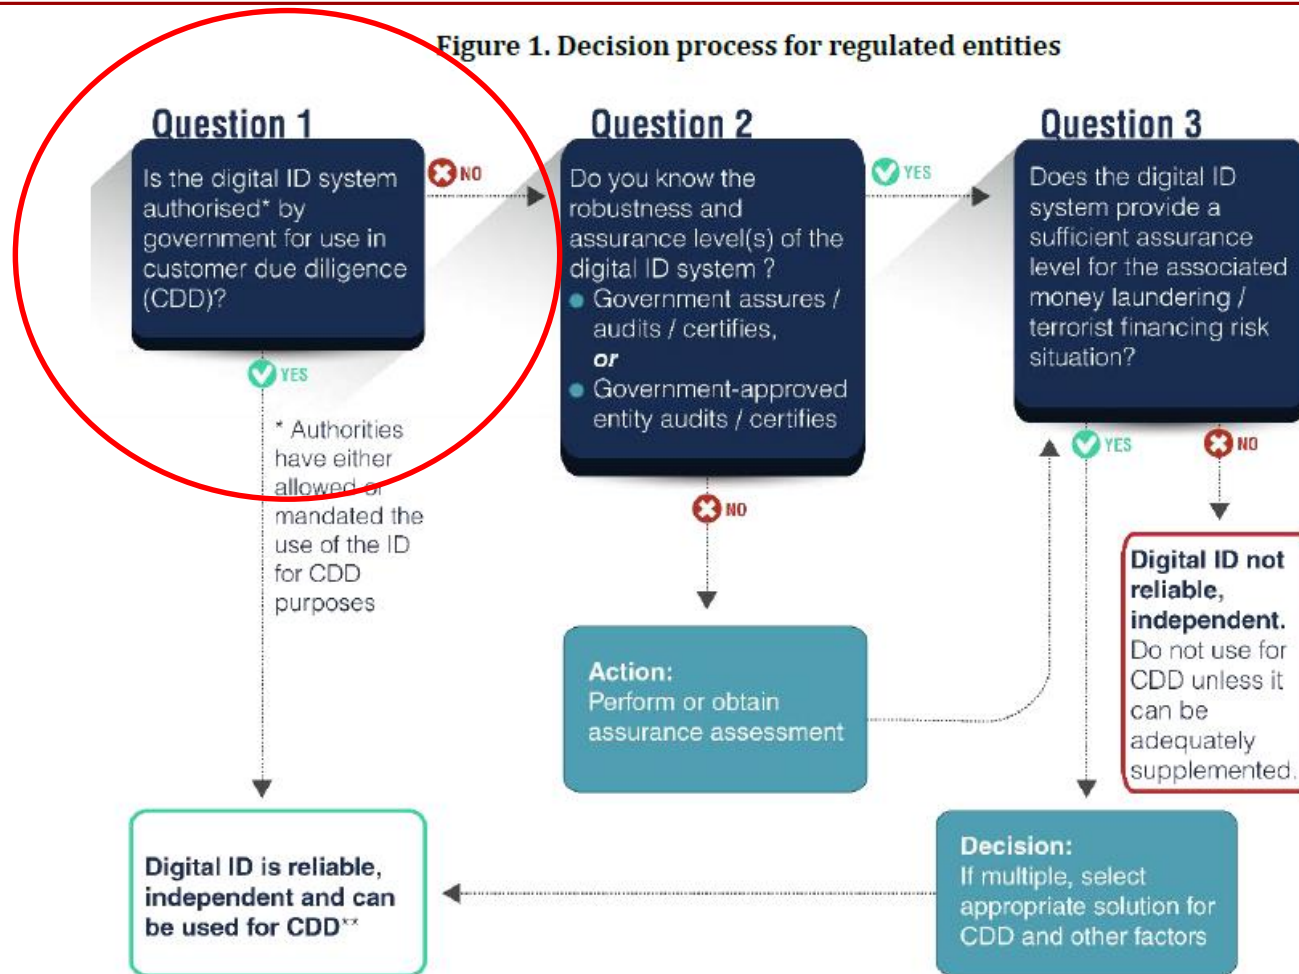 Figure 1. Decision process for regulated entities
Question 1
Is the digital ID system
authorised* by
government for use in
customer due diligence
(CDD)?
NO
YES
* Authorities
have either
allowed or
mandated the
use of the ID
for CDD
purposes
Question 2
Do you know the
robustness and
assurance level(s) of the
digital ID system ?
Government assures /
audits / certifies,
or
Government-approved
entity audits / certifies
YES
NO
Action:
Perform or obtain
assurance assessment
Question 3
Does the digital ID
system provide a
sufficient assurance
level for the associated
money laundering /
terrorist financing risk
situation?
YES
NO
Digital ID not
reliable,
independent.
Do not use for
CDD unless it
can be
adequately
supplemented.
Decision:
If multiple, select
appropriate solution for
CDD and other factors
Digital ID is reliable,
independent and can
be used for CDD**